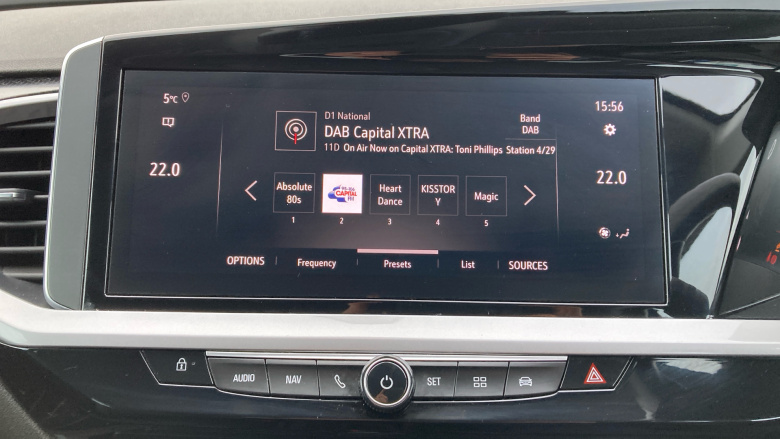 5°C
15:56
D1 National
DAB Capital XTRA
Band
DAB
11D On Air Now on Capital XTRA: Toni Phillips Station 4/29
22.0
22.0
Absolute
80s
CAPITAL
Heart
Dance
KISSTOR
Y
Magic
1
2
3
4
5
OPTIONS
Frequency
Presets
List
SOURCES
AUDIO
NAV
SET